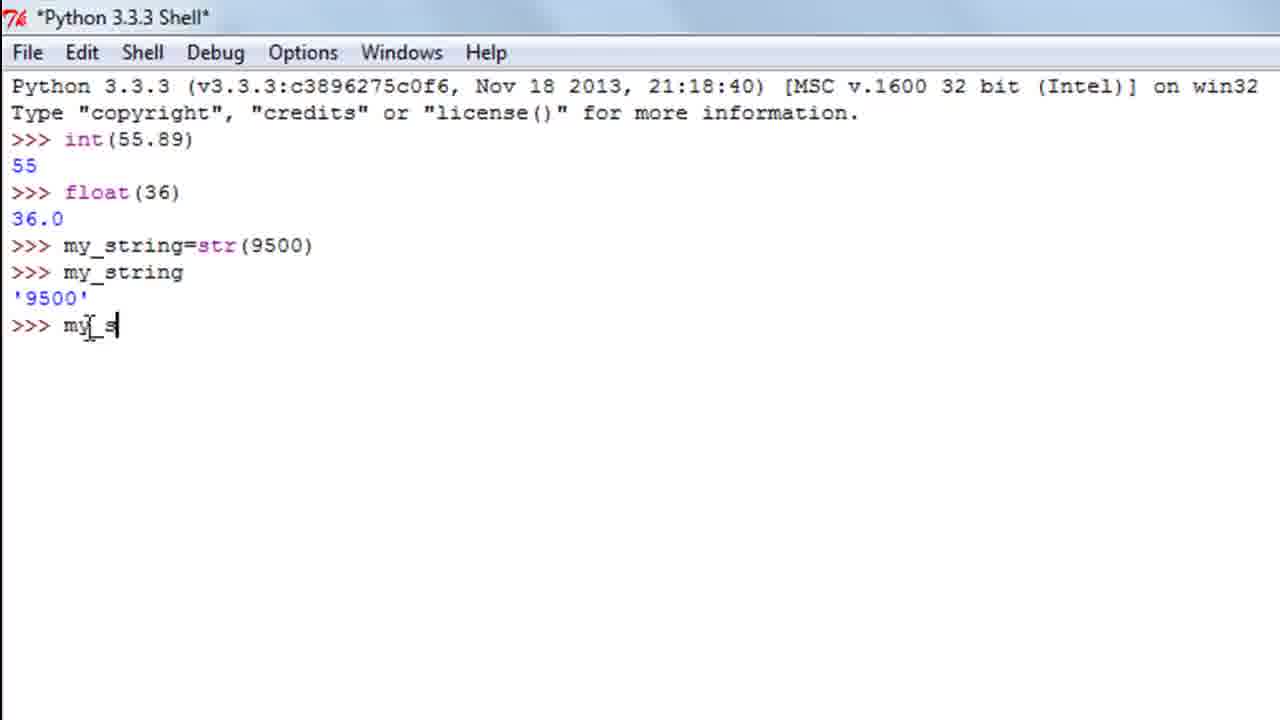 *Python 3.3.3 Shell*
File Edit Shell Debug Options Windows Help
Python 3.3.3 (v3.3.3:c3896275c0f6, Nov 18 2013, 21:18:40) [MSC v.1600 32 bit (Intel)] on win32
Type "copyright", "credits" or "license()" for more information.
>>> int(55.89)
55
>>> float(36)
36.0
>>> my_string=str(9500)
>>> my_string
'9500'
>>> my_s